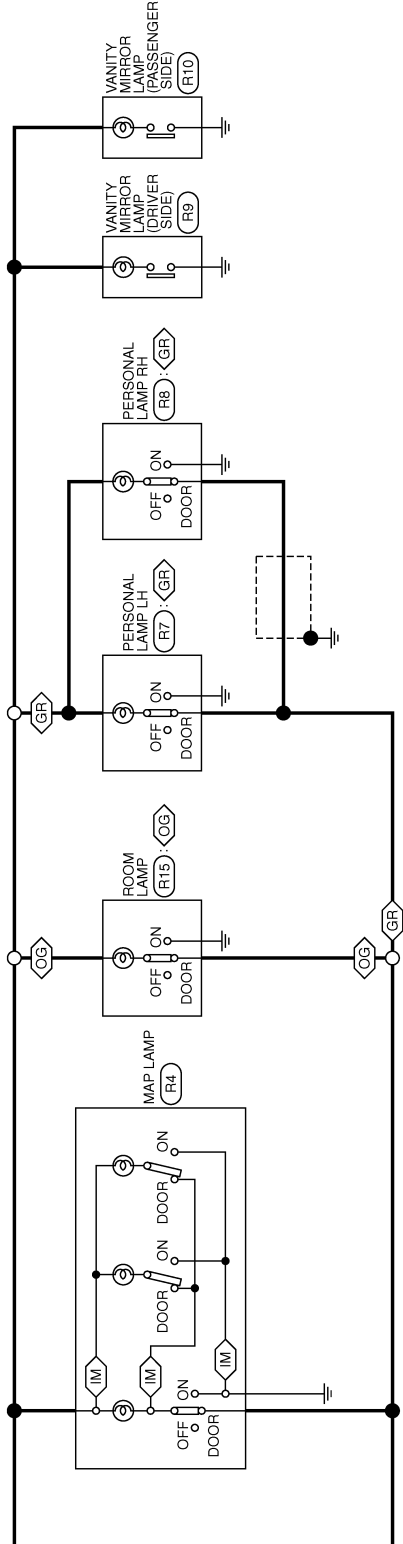 VANITY
MIRROR
LAMP
(PASSENGER
SIDE)
R10
VANITY
MIRROR
LAMP
(DRIVER
SIDE)
R9
PERSONAL
LAMP RH
R8 : GR
ON
OFF
DOOR
PERSONAL
LAMP LH
R7 : GR
GR
ON
OFF
DOOR
ROOM
LAMP
R15 : OG
OG
ON
OFF
DOOR
OG
GR
MAP LAMP
R4
ON
DOOR
ON
DOOR
IM
IM
IM
ON
OFF
DOOR